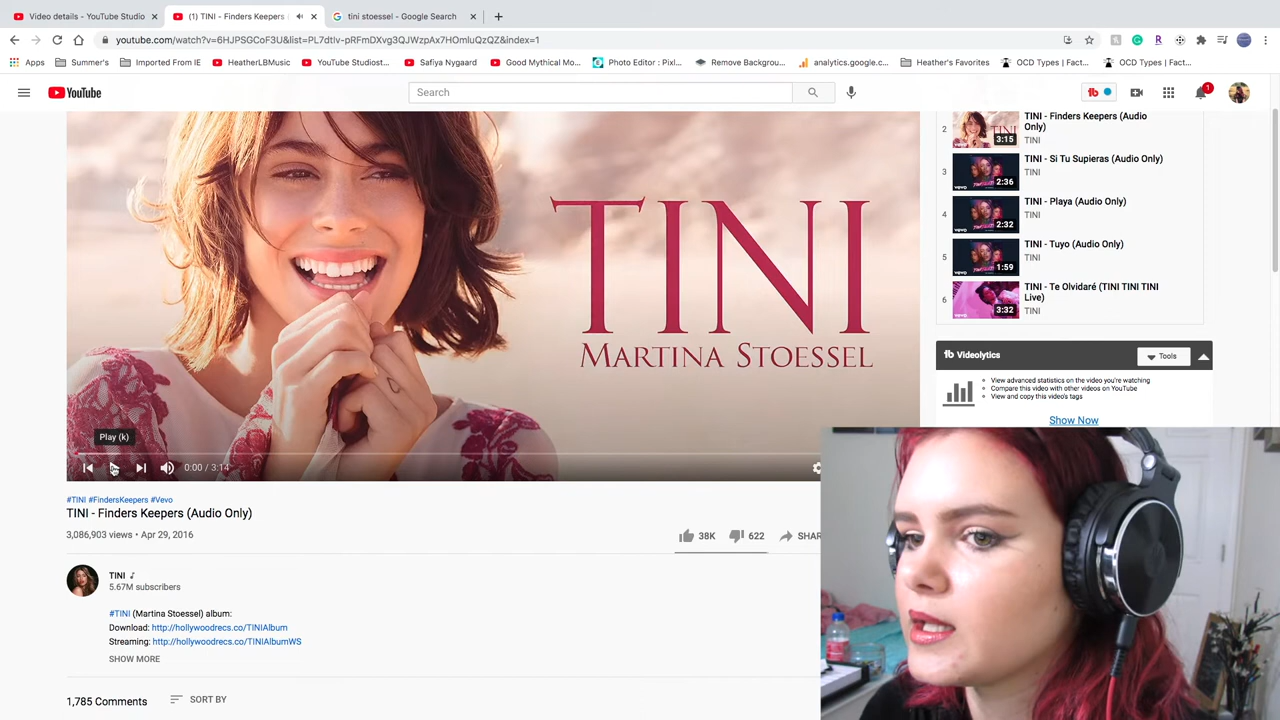 Video details - YouTube Studio
(1) TINI - Finders Keepers (
tini stoessel - Google Search
youtube.com/watch?v=6HJPSGCoF3U&list=PL7dtIv-pRFmDXvg3QJWzpAx7HOmluQzQZ&index=1
Apps
Summer's
Imported From IE
HeatherLBMusic
YouTube Studiost...
Safiya Nygaard
Good Mythical Mo...
Photo Editor : Pixl...
Remove Backgrou...
analytics.google.c...
Heather's Favorites
OCD Types | Fact...
OCD Types | Fact...
YouTube
Search
tb
1
TINI
MARTINA STOESSEL
Play (k)
0:00 / 3:14
2
3:15
TINI - Finders Keepers (Audio
Only)
TINI
3
vevo
2:36
TINI - Si Tu Supieras (Audio Only)
TINI
4
vevo
2:32
TINI - Playa (Audio Only)
TINI
5
vevo
1:59
TINI - Tuyo (Audio Only)
TINI
6
3:32
TINI - Te Olvidaré (TINI TINI TINI
Live)
TINI
tb Videolytics
Tools
View advanced statistics on the video you're watching
Compare this video with other videos on YouTube
View and copy this video's tags
Show Now
#TINI #FindersKeepers #Vevo
TINI - Finders Keepers (Audio Only)
3,086,903 views • Apr 29, 2016
38K
622
SHAR
TINI
5.67M subscribers
#TINI (Martina Stoessel) album:
Download: http://hollywoodrecs.co/TINIAlbum
Streaming: http://hollywoodrecs.co/TINIAlbumWS
SHOW MORE
1,785 Comments
SORT BY